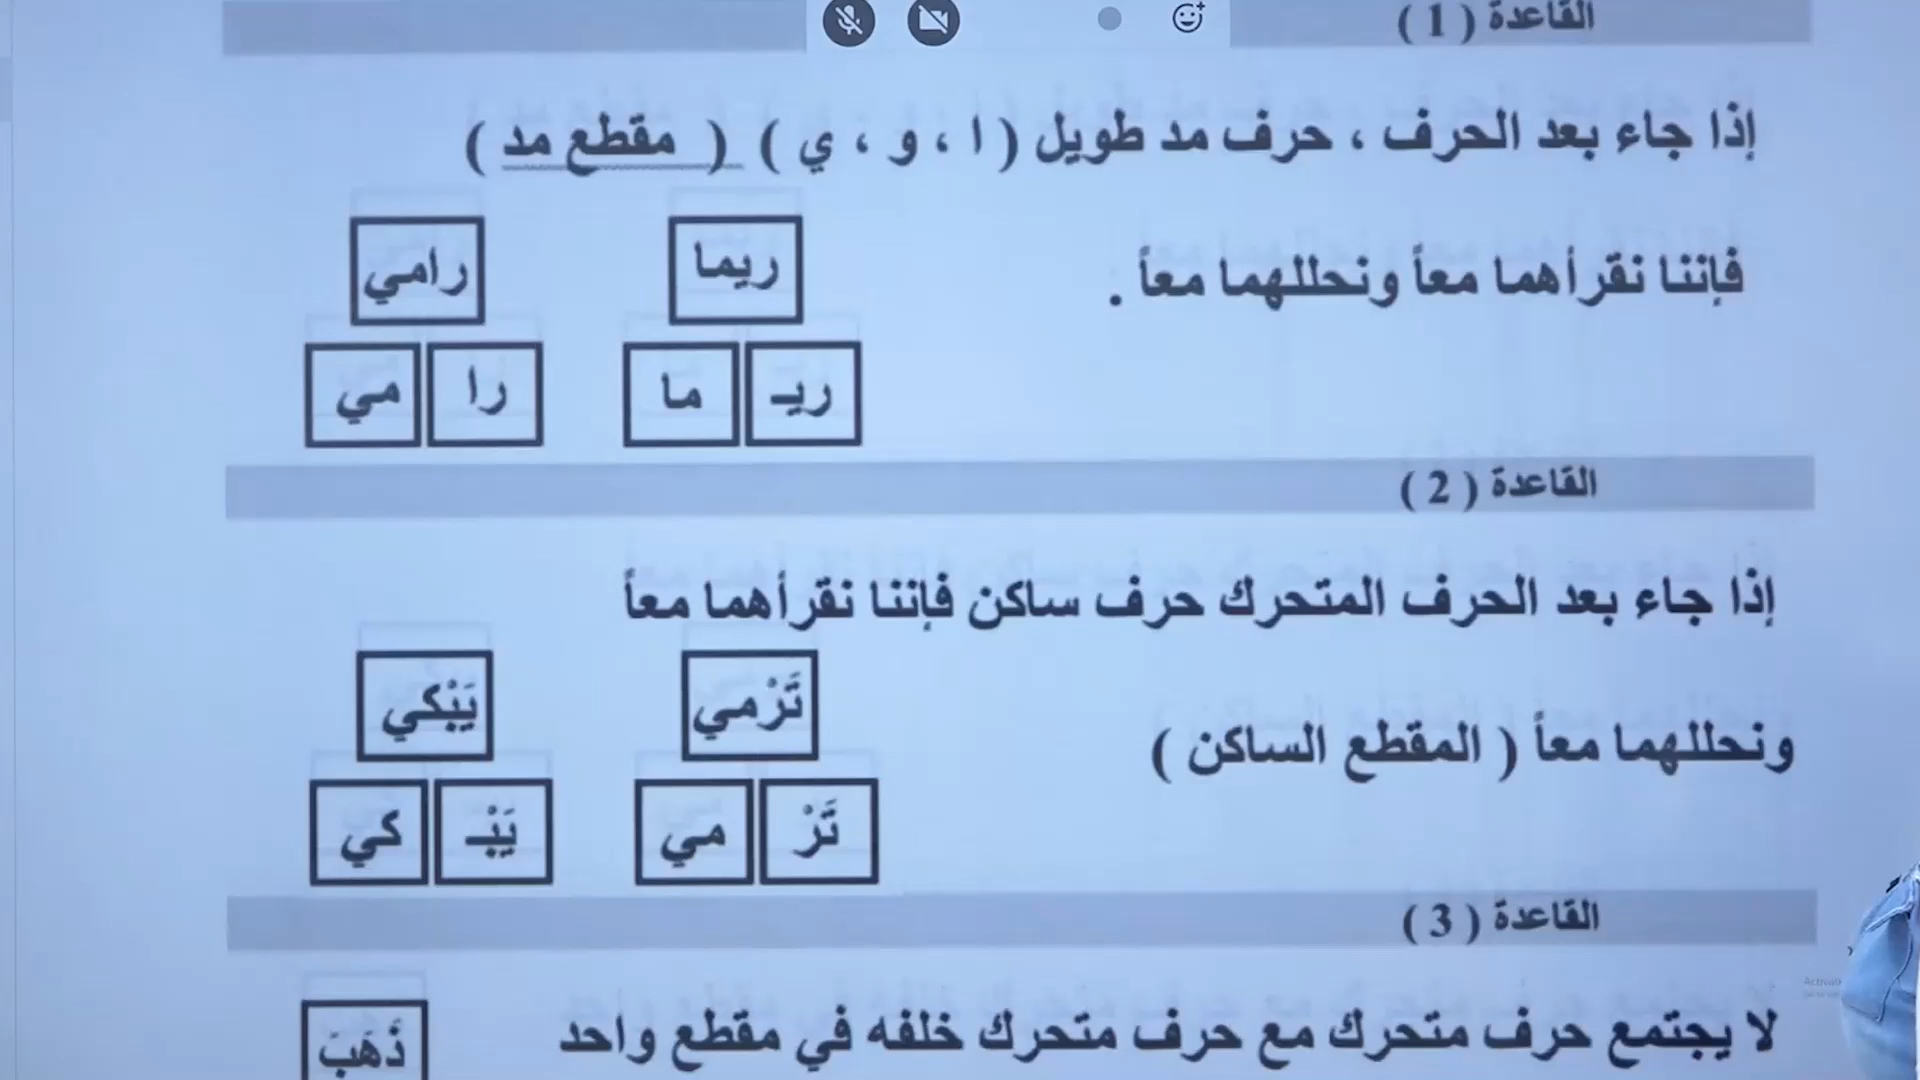 القاعدة ( 1 )
إذا جاء بعد الحرف ، حرف مد طويل ( ا ، و ، ي ) ( مقطع مد )
فإننا نقرأهما معاً ونحللهما معاً .
ريما
رامي
ريـ ما
را مي
القاعدة ( 2 )
إذا جاء بعد الحرف المتحرك حرف ساكن فإننا نقرأهما معاً
ونحللهما معاً ( المقطع الساكن )
تَرْمي
يَبْكي
تَرْ مي
يَبْـ كي
القاعدة ( 3 )
لا يجتمع حرف متحرك مع حرف متحرك خلفه في مقطع واحد
ذَهَبَ